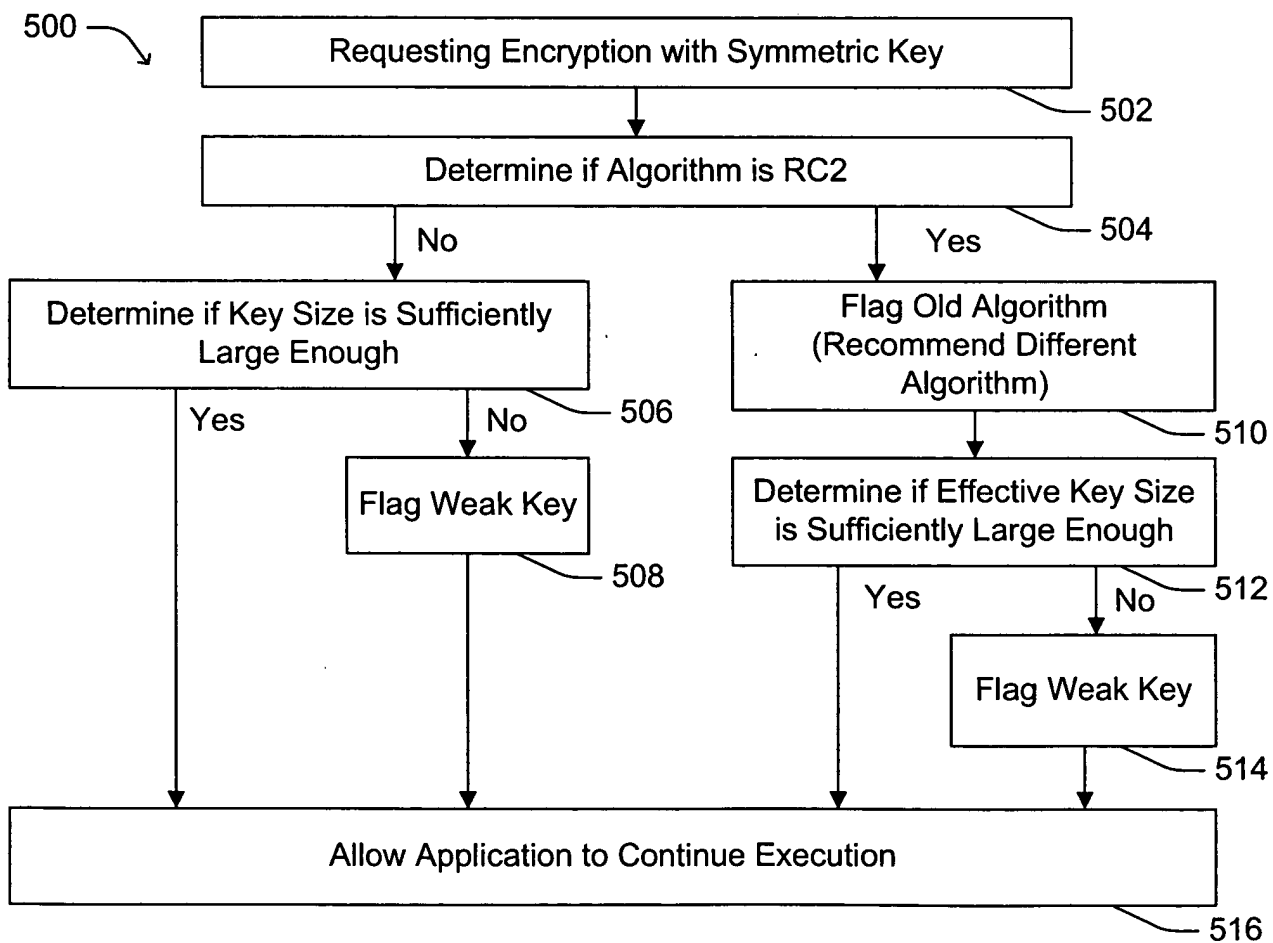 500
Requesting Encryption with Symmetric Key
502
Determine if Algorithm is RC2
504
No
Yes
Determine if Key Size is Sufficiently
Large Enough
506
Flag Old Algorithm
(Recommend Different
Algorithm)
510
Yes
No
Flag Weak Key
508
Determine if Effective Key Size
is Sufficiently Large Enough
512
Yes
No
Flag Weak Key
514
Allow Application to Continue Execution
516